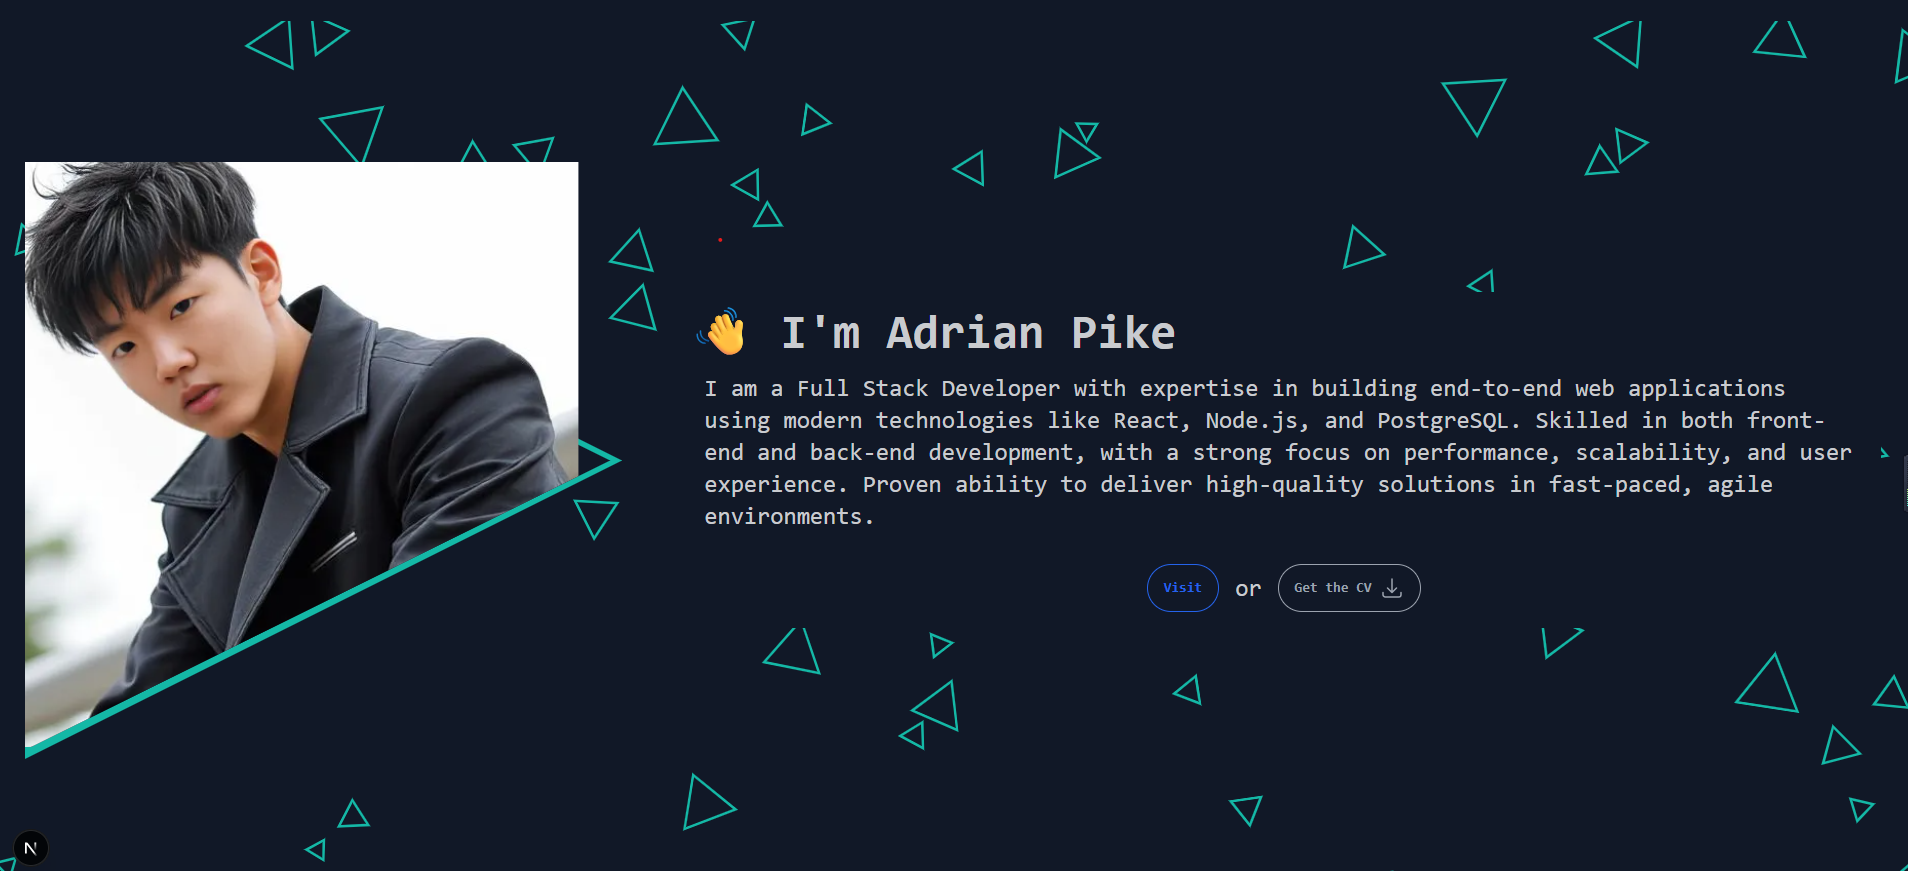 👋 I'm Adrian Pike
I am a Full Stack Developer with expertise in building end-to-end web applications
using modern technologies like React, Node.js, and PostgreSQL. Skilled in both front-
end and back-end development, with a strong focus on performance, scalability, and user
experience. Proven ability to deliver high-quality solutions in fast-paced, agile
environments.
Visit or Get the CV
N